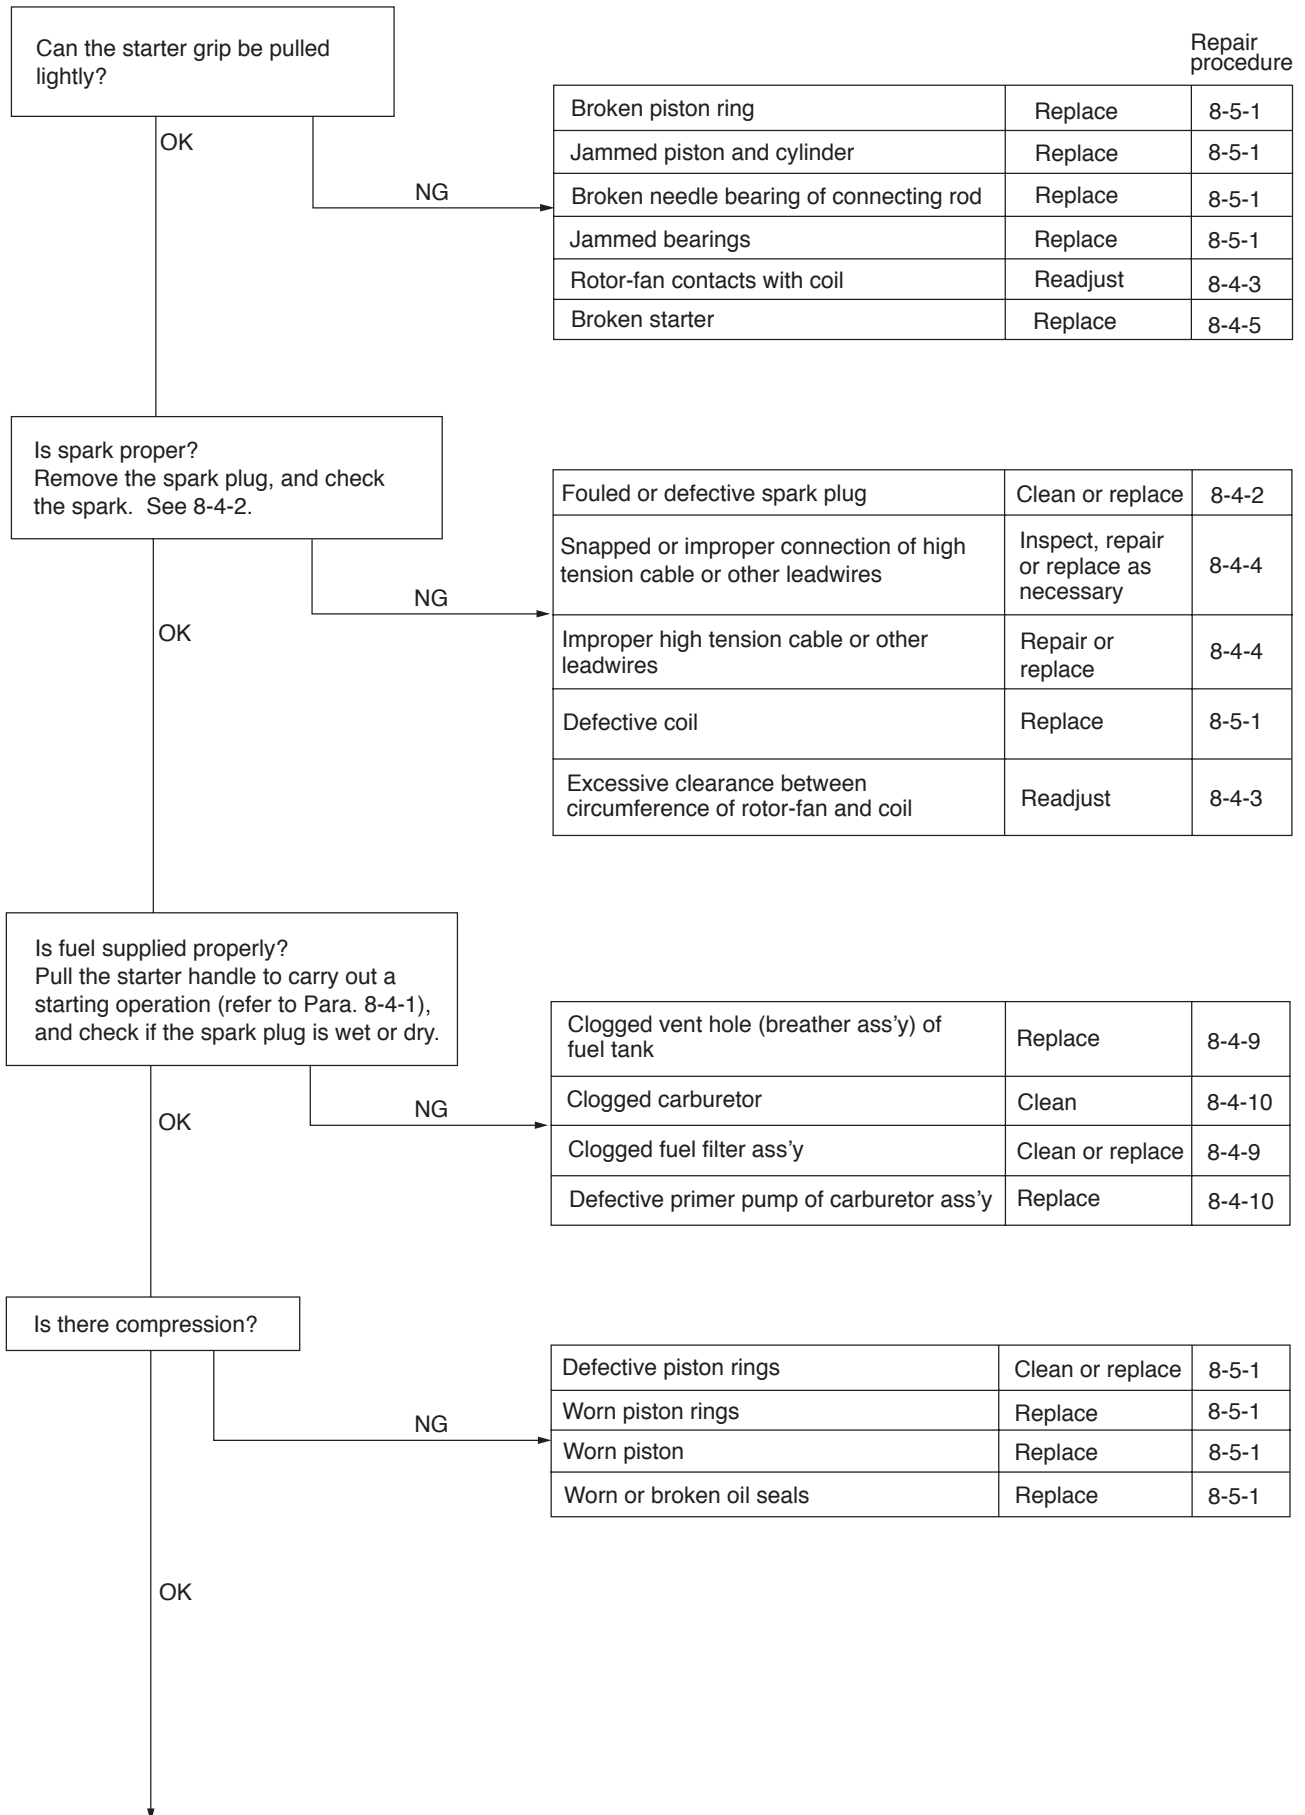 Can the starter grip be pulled
lightly?
Repair
procedure
OK
NG
Broken piston ring Replace 8-5-1
Jammed piston and cylinder Replace 8-5-1
Broken needle bearing of connecting rod Replace 8-5-1
Jammed bearings Replace 8-5-1
Rotor-fan contacts with coil Readjust 8-4-3
Broken starter Replace 8-4-5
Is spark proper?
Remove the spark plug, and check
the spark. See 8-4-2.
OK
NG
Fouled or defective spark plug Clean or replace 8-4-2
Snapped or improper connection of high
tension cable or other leadwires
Inspect, repair
or replace as
necessary
8-4-4
Improper high tension cable or other
leadwires
Repair or
replace
8-4-4
Defective coil Replace 8-5-1
Excessive clearance between
circumference of rotor-fan and coil
Readjust 8-4-3
Is fuel supplied properly?
Pull the starter handle to carry out a
starting operation (refer to Para. 8-4-1),
and check if the spark plug is wet or dry.
OK
NG
Clogged vent hole (breather ass'y) of
fuel tank
Replace 8-4-9
Clogged carburetor Clean 8-4-10
Clogged fuel filter ass'y Clean or replace 8-4-9
Defective primer pump of carburetor ass'y Replace 8-4-10
Is there compression?
NG
Defective piston rings Clean or replace 8-5-1
Worn piston rings Replace 8-5-1
Worn piston Replace 8-5-1
Worn or broken oil seals Replace 8-5-1
OK